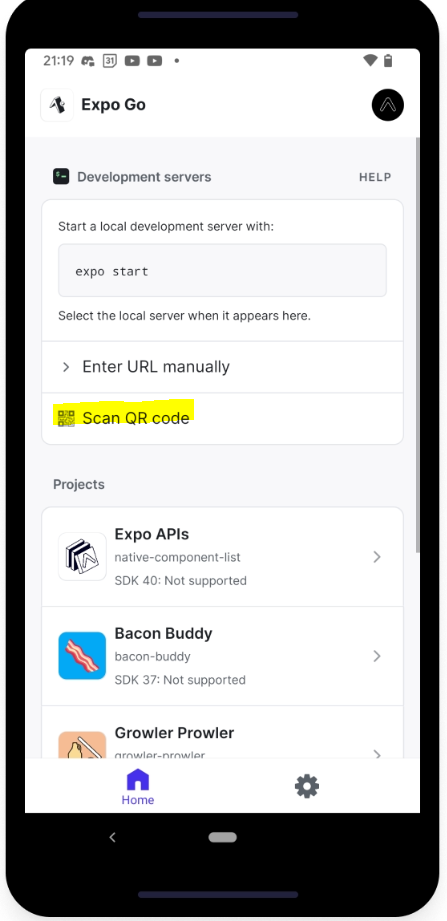 21:19 31
Expo Go
Development servers HELP
Start a local development server with:
expo start
Select the local server when it appears here.
Enter URL manually
Scan QR code
Projects
Expo APIs
native-component-list
SDK 40: Not supported
Bacon Buddy
bacon-buddy
SDK 37: Not supported
Growler Prowler
growler-prowler
Home